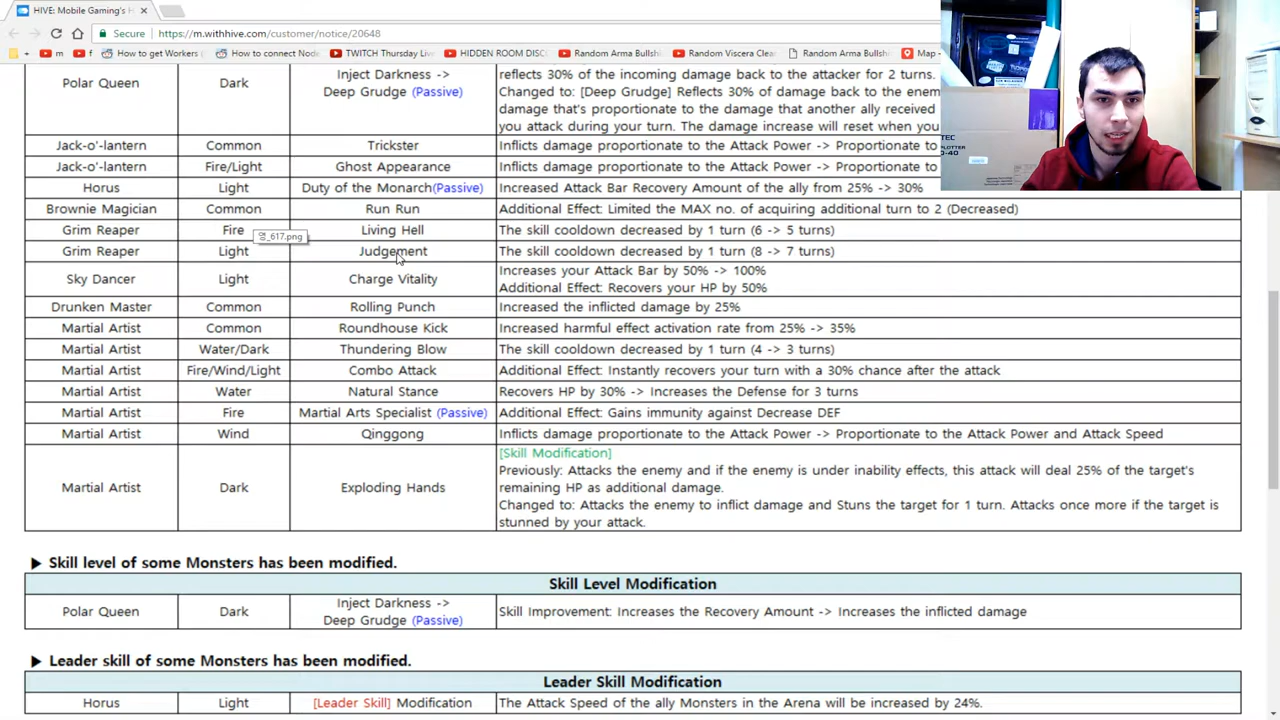 HIVE: Mobile Gaming's H
Secure | https://m.withhive.com/customer/notice/20648
m f How to get Workers How to connect No TWITCH Thursday Liv HIDDEN ROOM DISC Random Arma Bullshi Random Viscera Clea Random Arma Bullshi Map -
Polar Queen Dark Inject Darkness -> reflects 30% of the incoming damage back to the attacker for 2 turns.
Deep Grudge (Passive) Changed to: [Deep Grudge] Reflects 30% of damage back to the enem
damage that's proportionate to the damage that another ally received
you attack during your turn. The damage increase will reset when you
Jack-o'-lantern Common Trickster Inflicts damage proportionate to the Attack Power -> Proportionate to
Jack-o'-lantern Fire/Light Ghost Appearance Inflicts damage proportionate to the Attack Power -> Proportionate to
Horus Light ity of the Monarch(Passive) Increased Attack Bar Recovery Amount of the ally from 25% -> 30%
Brownie Magician Common Run Run Additional Effect: Limited the MAX no. of acquiring additional turn to 2 (Decreased)
Grim Reaper Fire Living Hell The skill cooldown decreased by 1 turn (6 -> 5 turns)
_617.png
Grim Reaper Light Judgement The skill cooldown decreased by 1 turn (8 -> 7 turns)
Sky Dancer Light Charge Vitality Increases your Attack Bar by 50% -> 100%
Additional Effect: Recovers your HP by 50%
Drunken Master Common Rolling Punch Increased the inflicted damage by 25%
Martial Artist Common Roundhouse Kick Increased harmful effect activation rate from 25% -> 35%
Martial Artist Water/Dark Thundering Blow The skill cooldown decreased by 1 turn (4 -> 3 turns)
Martial Artist Fire/Wind/Light Combo Attack Additional Effect: Instantly recovers your turn with a 30% chance after the attack
Martial Artist Water Natural Stance Recovers HP by 30% -> Increases the Defense for 3 turns
Martial Artist Fire Martial Arts Specialist (Passive) Additional Effect: Gains immunity against Decrease DEF
Martial Artist Wind Qinggong Inflicts damage proportionate to the Attack Power -> Proportionate to the Attack Power and Attack Speed
[Skill Modification]
Previously: Attacks the enemy and if the enemy is under inability effects, this attack will deal 25% of the target's
Martial Artist Dark Exploding Hands remaining HP as additional damage.
Changed to: Attacks the enemy to inflict damage and Stuns the target for 1 turn. Attacks once more if the target is
stunned by your attack.
▶ Skill level of some Monsters has been modified.
Skill Level Modification
Polar Queen Dark Inject Darkness -> Skill Improvement: Increases the Recovery Amount -> Increases the inflicted damage
Deep Grudge (Passive)
▶ Leader skill of some Monsters has been modified.
Leader Skill Modification
Horus Light [Leader Skill] Modification The Attack Speed of the ally Monsters in the Arena will be increased by 24%.